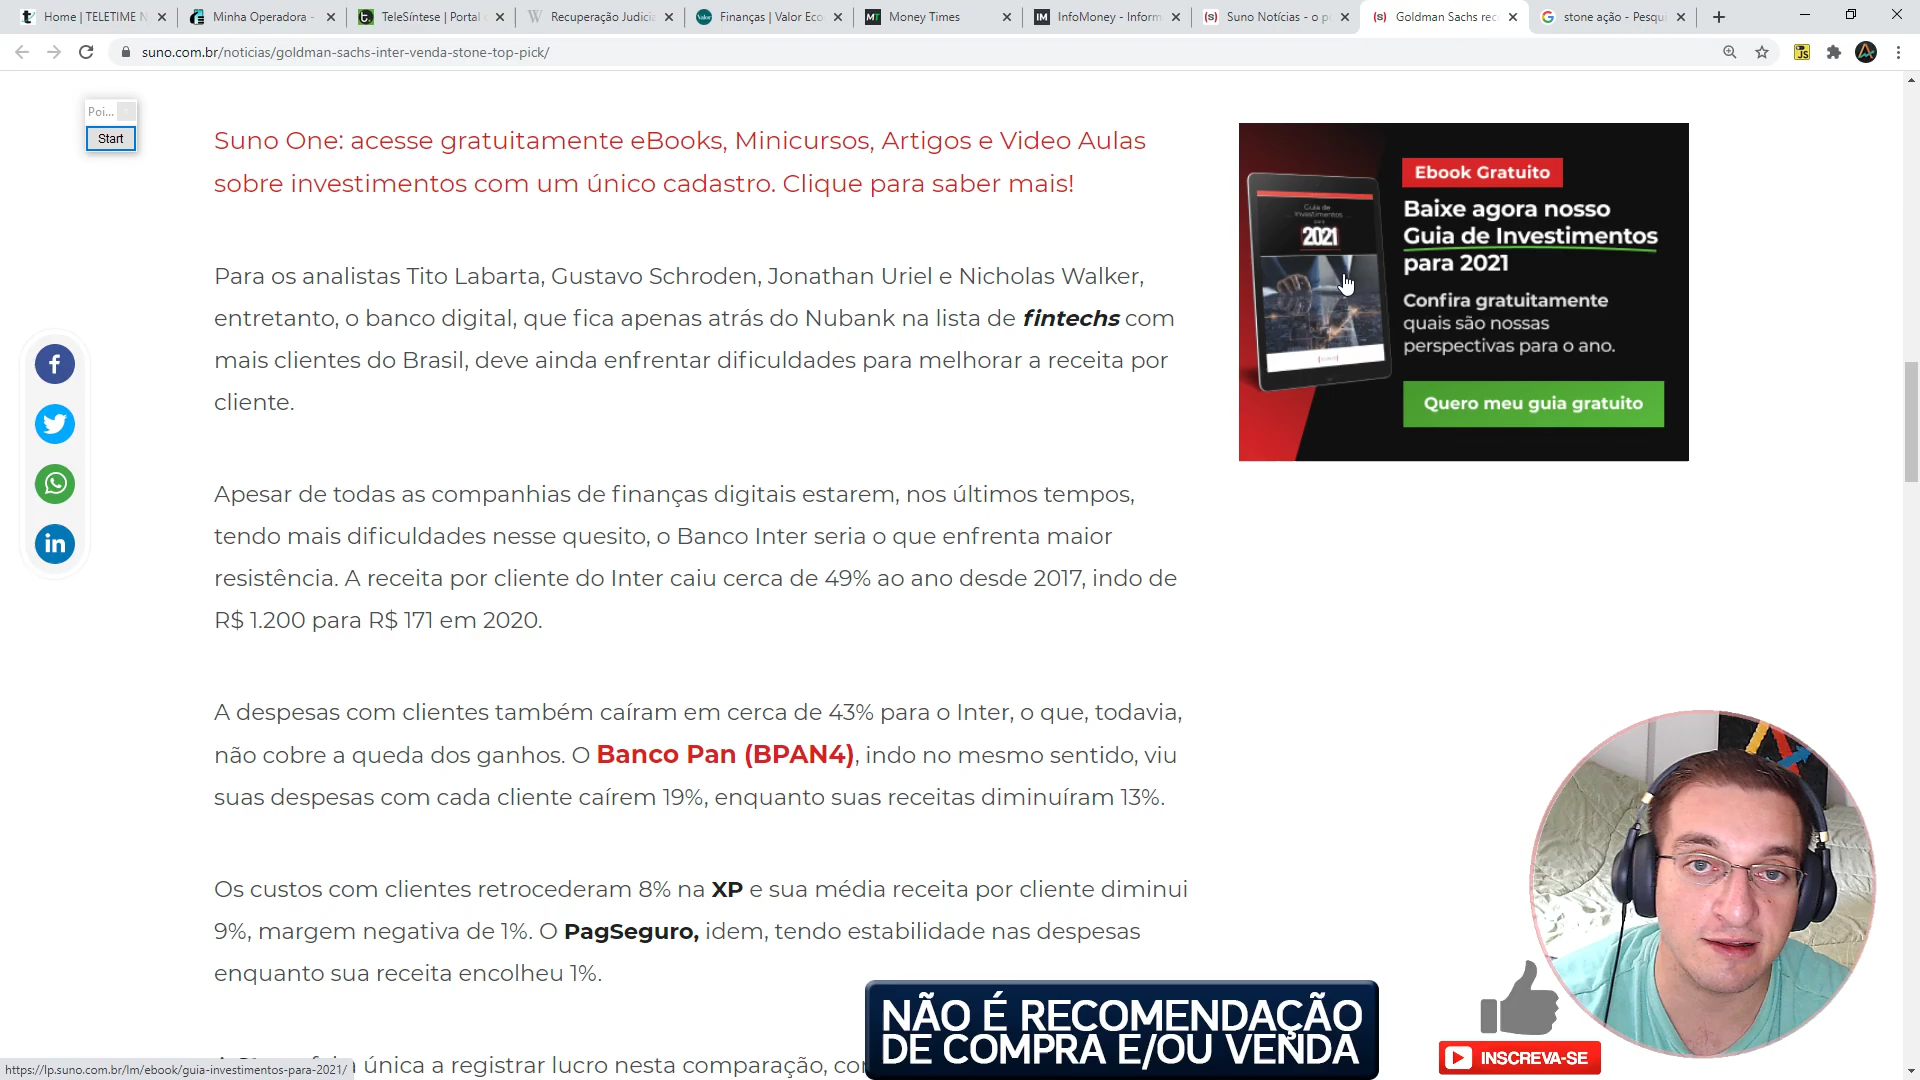 Home | TELETIME N
Minha Operadora -
TeleSíntese | Portal
Recuperação Judicia
Finanças | Valor Eco
Money Times
InfoMoney - Inform
Suno Notícias - o p
Goldman Sachs rec
stone ação - Pesqui
suno.com.br/noticias/goldman-sachs-inter-venda-stone-top-pick/
Poi...
Start
Suno One: acesse gratuitamente eBooks, Minicursos, Artigos e Video Aulas
sobre investimentos com um único cadastro. Clique para saber mais!
Para os analistas Tito Labarta, Gustavo Schroden, Jonathan Uriel e Nicholas Walker,
entretanto, o banco digital, que fica apenas atrás do Nubank na lista de fintechs com
mais clientes do Brasil, deve ainda enfrentar dificuldades para melhorar a receita por
cliente.
Apesar de todas as companhias de finanças digitais estarem, nos últimos tempos,
tendo mais dificuldades nesse quesito, o Banco Inter seria o que enfrenta maior
resistência. A receita por cliente do Inter caiu cerca de 49% ao ano desde 2017, indo de
R$ 1.200 para R$ 171 em 2020.
A despesas com clientes também caíram em cerca de 43% para o Inter, o que, todavia,
não cobre a queda dos ganhos. O Banco Pan (BPAN4), indo no mesmo sentido, viu
suas despesas com cada cliente caírem 19%, enquanto suas receitas diminuíram 13%.
Os custos com clientes retrocederam 8% na XP e sua média receita por cliente diminui
9%, margem negativa de 1%. O PagSeguro, idem, tendo estabilidade nas despesas
enquanto sua receita encolheu 1%.
única a registrar lucro nesta comparação,
https://lp.suno.com.br/lm/ebook/guia-investimentos-para-2021/
Guia de
Investimentos
para
2021
Ebook Gratuito
Baixe agora nosso
Guia de Investimentos
para 2021
Confira gratuitamente
quais são nossas
perspectivas para o ano.
Quero meu guia gratuito
NÃO É RECOMENDAÇÃO
DE COMPRA E/OU VENDA
INSCREVA-SE